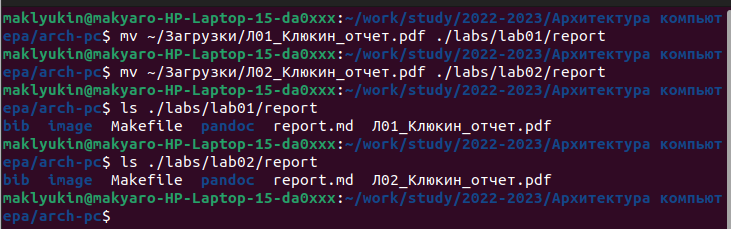 maklyukin@makyaro-HP-Laptop-15-da0xxx:~/work/study/2022-2023/Архитектура компьют
ера/arch-pc$ mv ~/Загрузки/Л01_Клюкин_отчет.pdf ./labs/lab01/report
maklyukin@makyaro-HP-Laptop-15-da0xxx:~/work/study/2022-2023/Архитектура компьют
ера/arch-pc$ mv ~/Загрузки/Л02_Клюкин_отчет.pdf ./labs/lab02/report
maklyukin@makyaro-HP-Laptop-15-da0xxx:~/work/study/2022-2023/Архитектура компьют
ера/arch-pc$ ls ./labs/lab01/report
bib  image  Makefile  pandoc  report.md  Л01_Клюкин_отчет.pdf
maklyukin@makyaro-HP-Laptop-15-da0xxx:~/work/study/2022-2023/Архитектура компьют
ера/arch-pc$ ls ./labs/lab02/report
bib  image  Makefile  pandoc  report.md  Л02_Клюкин_отчет.pdf
maklyukin@makyaro-HP-Laptop-15-da0xxx:~/work/study/2022-2023/Архитектура компьют
ера/arch-pc$